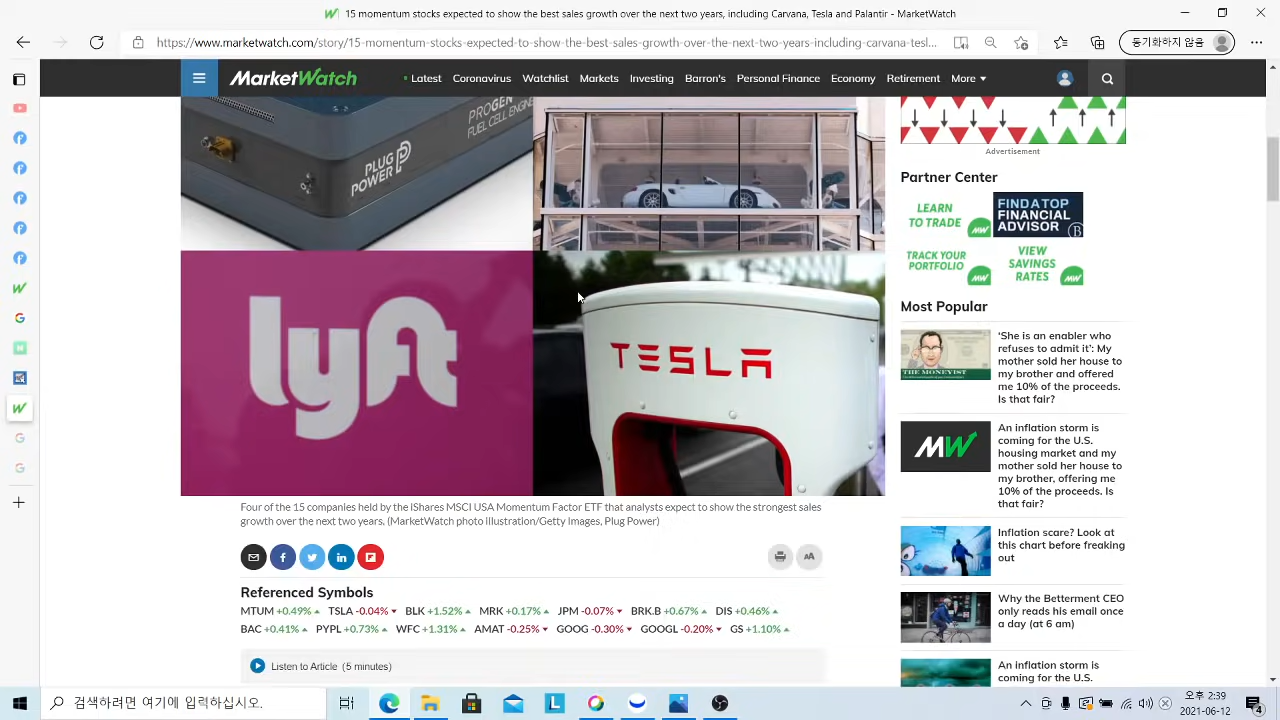 15 momentum stocks expected to show the best sales growth over the next two years, including Carvana, Tesla and Palantir - MarketWatch
https://www.marketwatch.com/story/15-momentum-stocks-expected-to-show-the-best-sales-growth-over-the-next-two-years-including-carvana-tesl...
동기화하지 않음
MarketWatch
Latest Coronavirus Watchlist Markets Investing Barron's Personal Finance Economy Retirement More
PROGEN
FUEL CELL ENGINE
PLUG
POWER
lyft
TESLA
Four of the 15 companies held by the iShares MSCI USA Momentum Factor ETF that analysts expect to show the strongest sales
growth over the next two years. (MarketWatch photo illustration/Getty Images, Plug Power)
AA
Referenced Symbols
MTUM +0.49% TSLA -0.04% BLK +1.52% MRK +0.17% JPM -0.07% BRK.B +0.67% DIS +0.46%
BAC +0.41% PYPL +0.73% WFC +1.31% AMAT -0.25% GOOG -0.30% GOOGL -0.20% GS +1.10%
Listen to Article (5 minutes)
Advertisement
Partner Center
LEARN
TO TRADE
MW
FIND A TOP
FINANCIAL
ADVISOR
B
TRACK YOUR
PORTFOLIO
MW
VIEW
SAVINGS
RATES
MW
Most Popular
THE MONEYIST
‘She is an enabler who
refuses to admit it’: My
mother sold her house to
my brother and offered
me 10% of the proceeds.
Is that fair?
MW
An inflation storm is
coming for the U.S.
housing market and my
mother sold her house to
my brother, offering me
10% of the proceeds. Is
that fair?
Inflation scare? Look at
this chart before freaking
out
Why the Betterment CEO
only reads his email once
a day (at 6 am)
An inflation storm is
coming for the U.S.
검색하려면 여기에 입력하십시오.
L
오후 2:39
2021-06-12
4